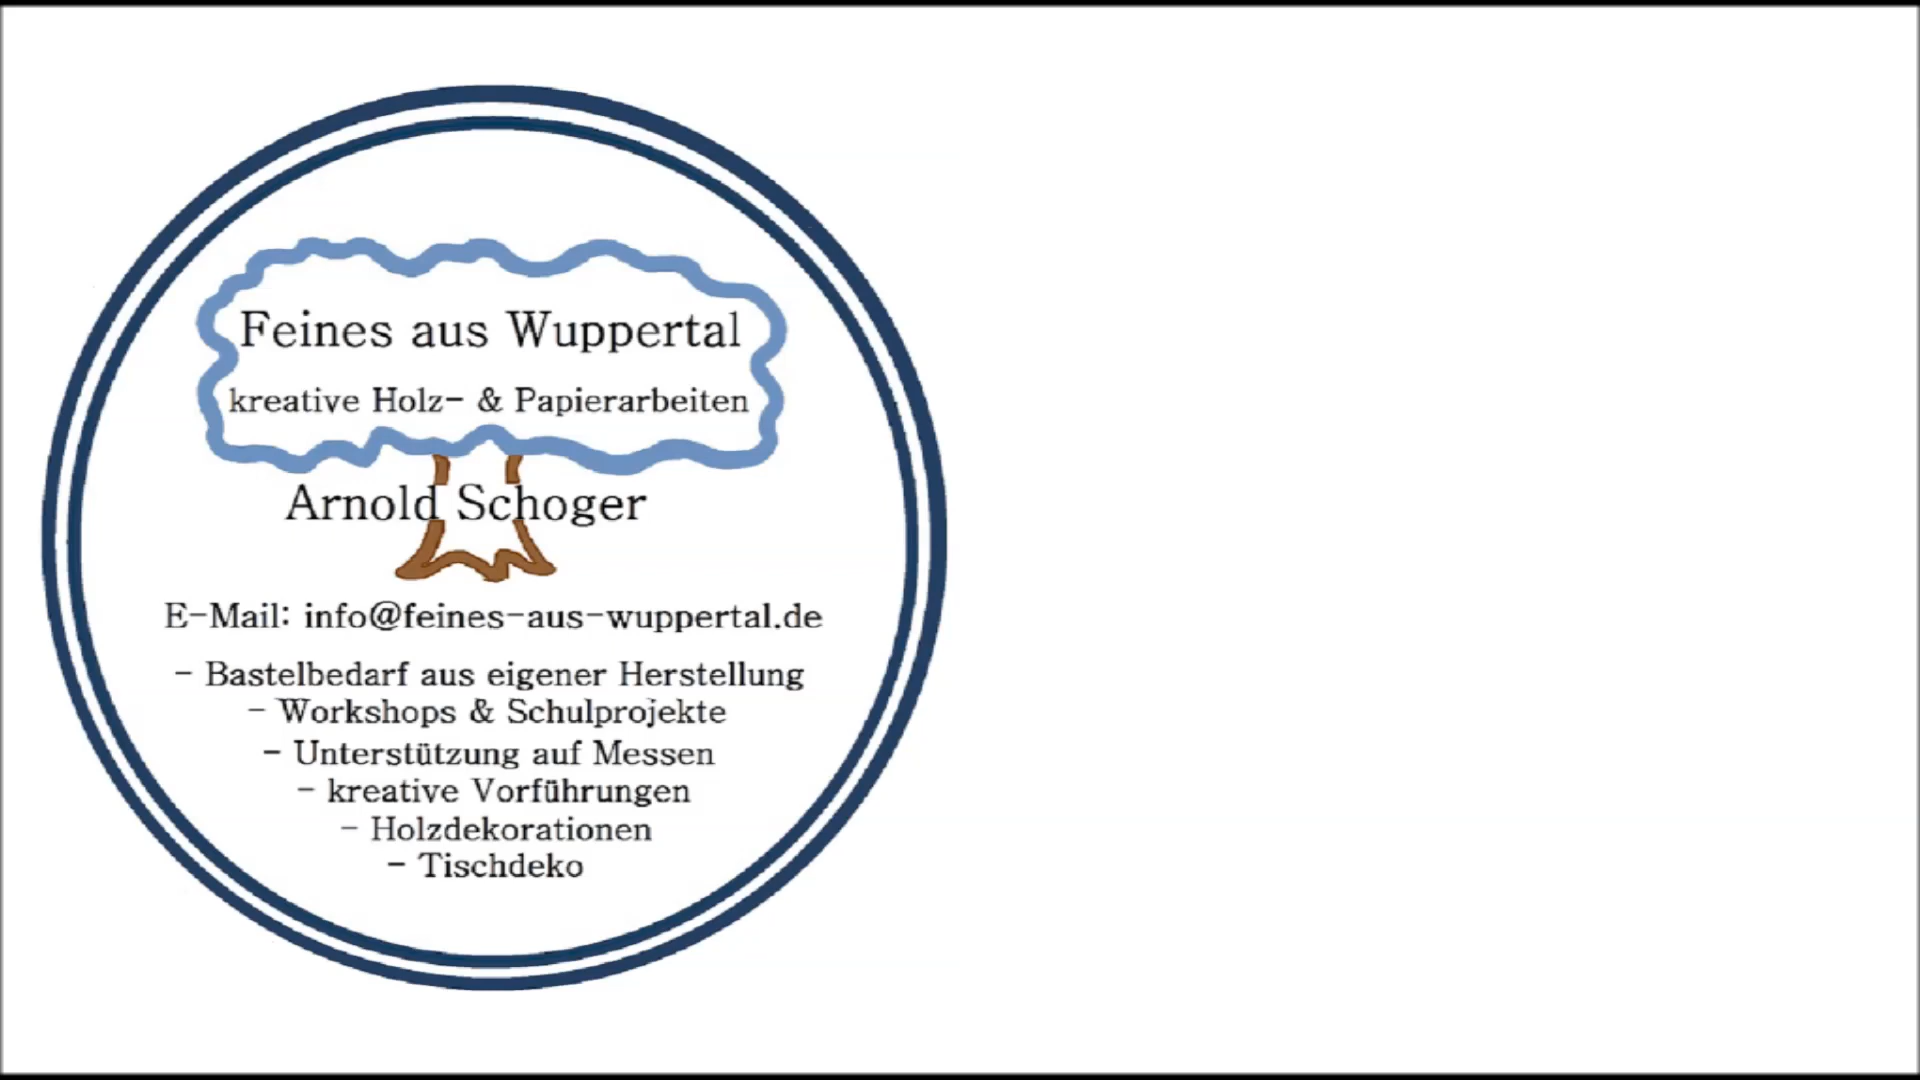 Feines aus Wuppertal
kreative Holz- & Papierarbeiten
Arnold Schoger
E-Mail: info@feines-aus-wuppertal.de
- Bastelbedarf aus eigener Herstellung
- Workshops & Schulprojekte
- Unterstützung auf Messen
- kreative Vorführungen
- Holzdekorationen
- Tischdeko